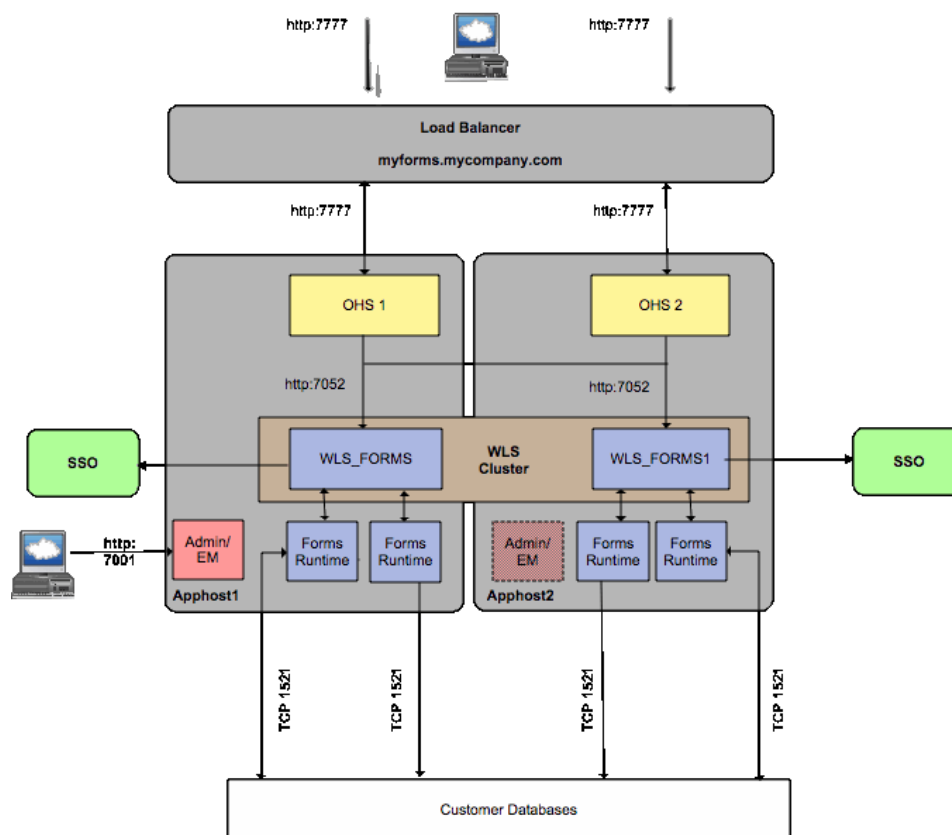 http:7777
http:7777
Load Balancer
myforms.mycompany.com
http:7777
http:7777
OHS 1
OHS 2
http:7052
http:7052
SSO
WLS_FORMS
WLS
Cluster
WLS_FORMS1
SSO
http:
7001
Admin/
EM
Forms
Runtime
Forms
Runtime
Admin/
EM
Forms
Runtime
Forms
Runtime
Apphost1
Apphost2
TCP 1521
TCP 1521
TCP 1521
TCP 1521
Customer Databases